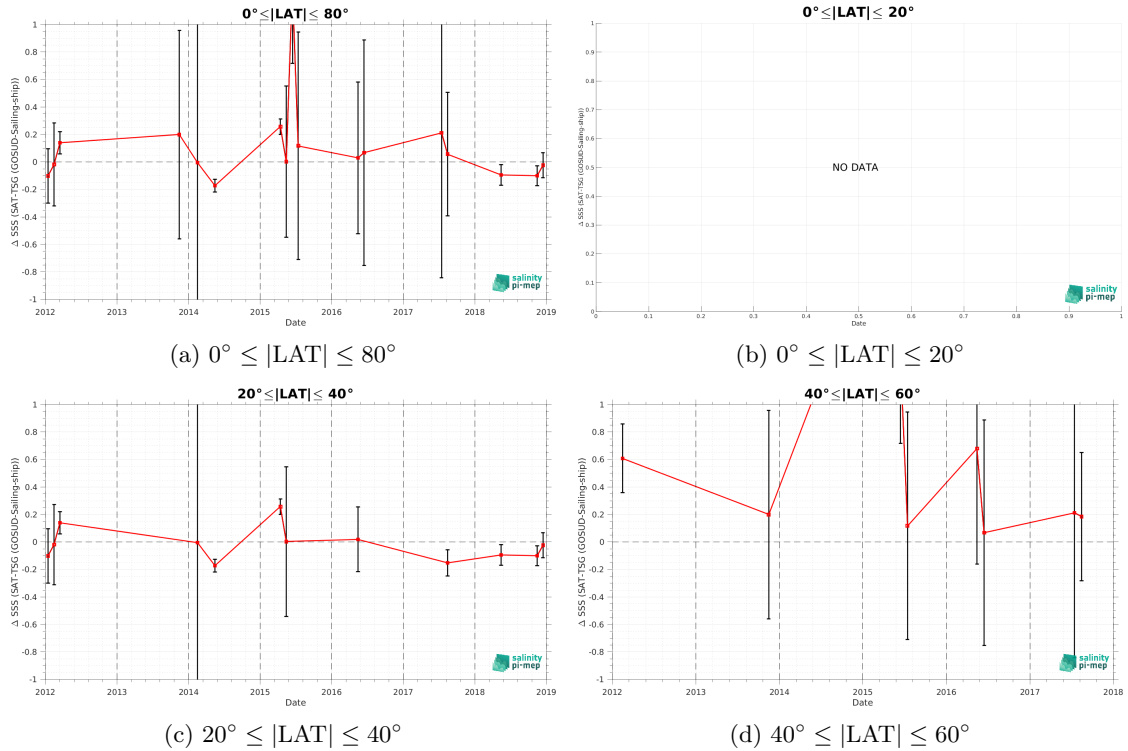 0°≤|LAT|≤ 80°
Δ SSS (SAT-TSG (GOSUD-Sailing-ship))
1
0.8
0.6
0.4
0.2
0
-0.2
-0.4
-0.6
-0.8
-1
salinity
pi-mep
2012 2013 2014 2015 2016 2017 2018 2019
Date
(a) 0° ≤ |LAT| ≤ 80°
0°≤|LAT|≤ 20°
Δ SSS (SAT-TSG (GOSUD-Sailing-ship))
1
0.9
0.8
0.7
0.6
0.5
0.4
0.3
0.2
0.1
0
NO DATA
salinity
pi-mep
0 0.1 0.2 0.3 0.4 0.5 0.6 0.7 0.8 0.9 1
Date
(b) 0° ≤ |LAT| ≤ 20°
20°≤|LAT|≤ 40°
Δ SSS (SAT-TSG (GOSUD-Sailing-ship))
1
0.8
0.6
0.4
0.2
0
-0.2
-0.4
-0.6
-0.8
-1
salinity
pi-mep
2012 2013 2014 2015 2016 2017 2018 2019
Date
(c) 20° ≤ |LAT| ≤ 40°
40°≤|LAT|≤ 60°
Δ SSS (SAT-TSG (GOSUD-Sailing-ship))
1
0.8
0.6
0.4
0.2
0
-0.2
-0.4
-0.6
-0.8
-1
salinity
pi-mep
2012 2013 2014 2015 2016 2017 2018
Date
(d) 40° ≤ |LAT| ≤ 60°